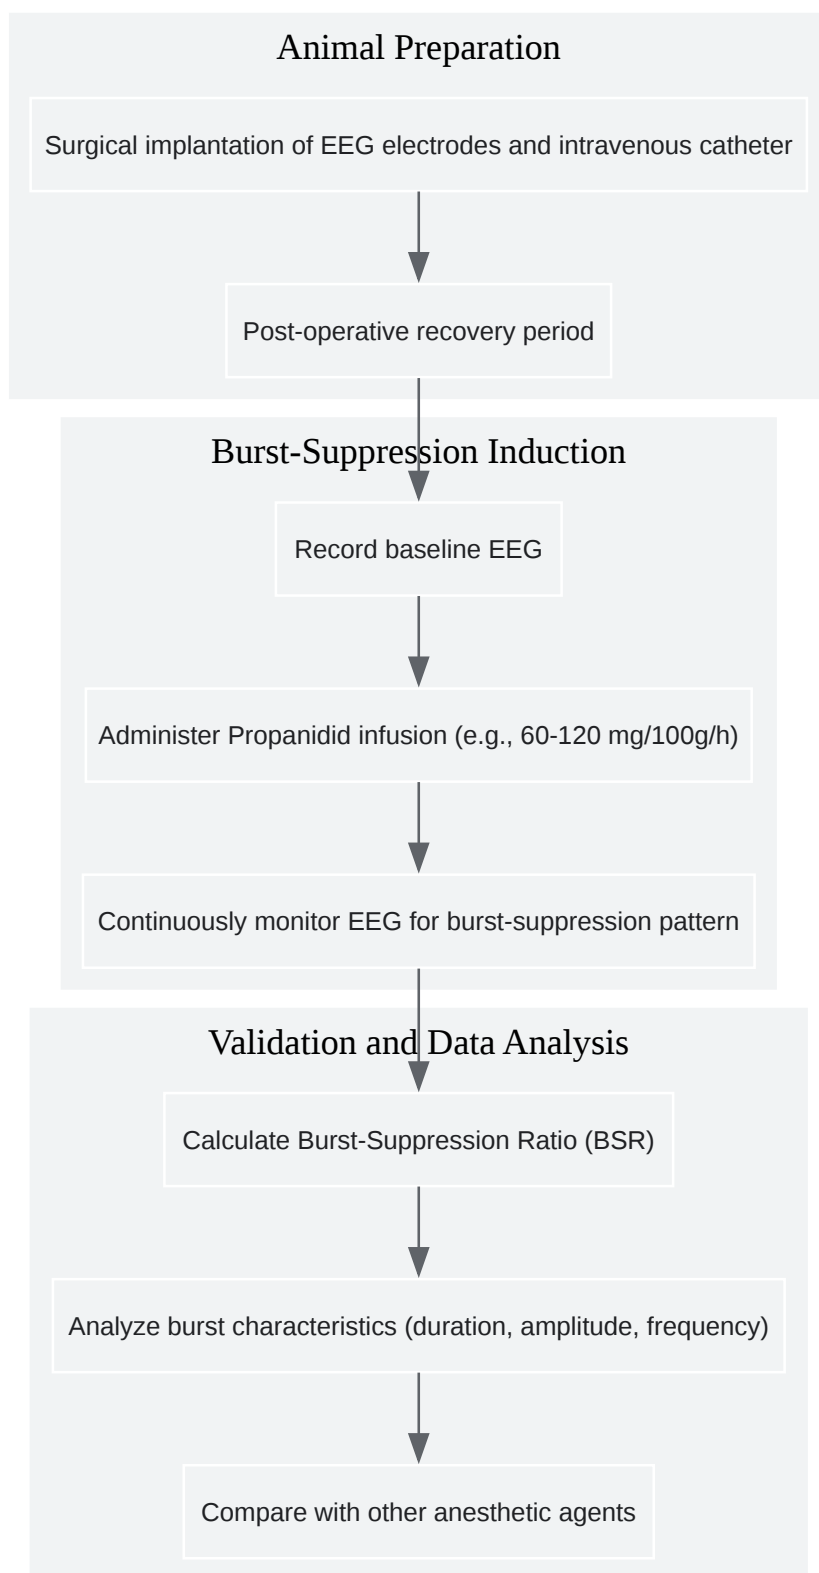 Animal Preparation
Surgical implantation of EEG electrodes and intravenous catheter
Post-operative recovery period
Burst-Suppression Induction
Record baseline EEG
Administer Propanidid infusion (e.g., 60-120 mg/100g/h)
Continuously monitor EEG for burst-suppression pattern
Validation and Data Analysis
Calculate Burst-Suppression Ratio (BSR)
Analyze burst characteristics (duration, amplitude, frequency)
Compare with other anesthetic agents